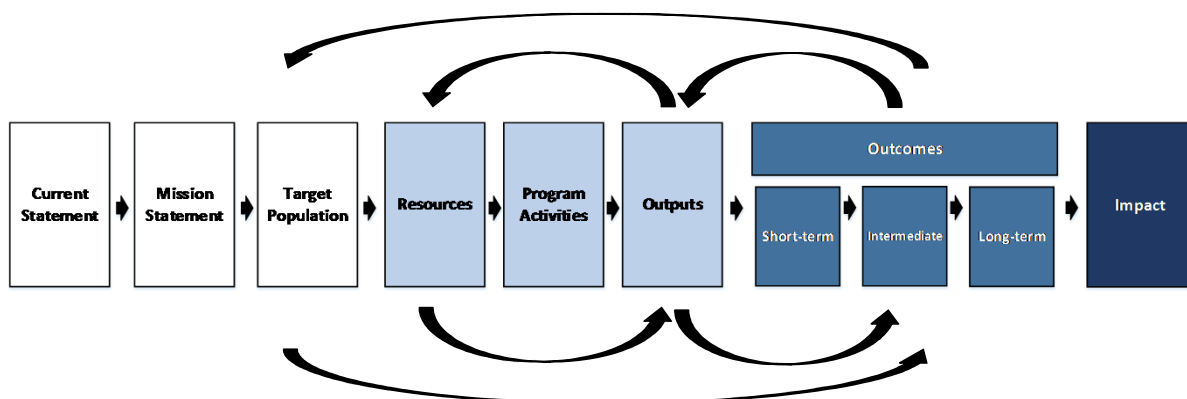 Current
Statement
Mission
Statement
Target
Population
Resources
Program
Activities
Outputs
Outcomes
Short-term
Intermediate
Long-term
Impact